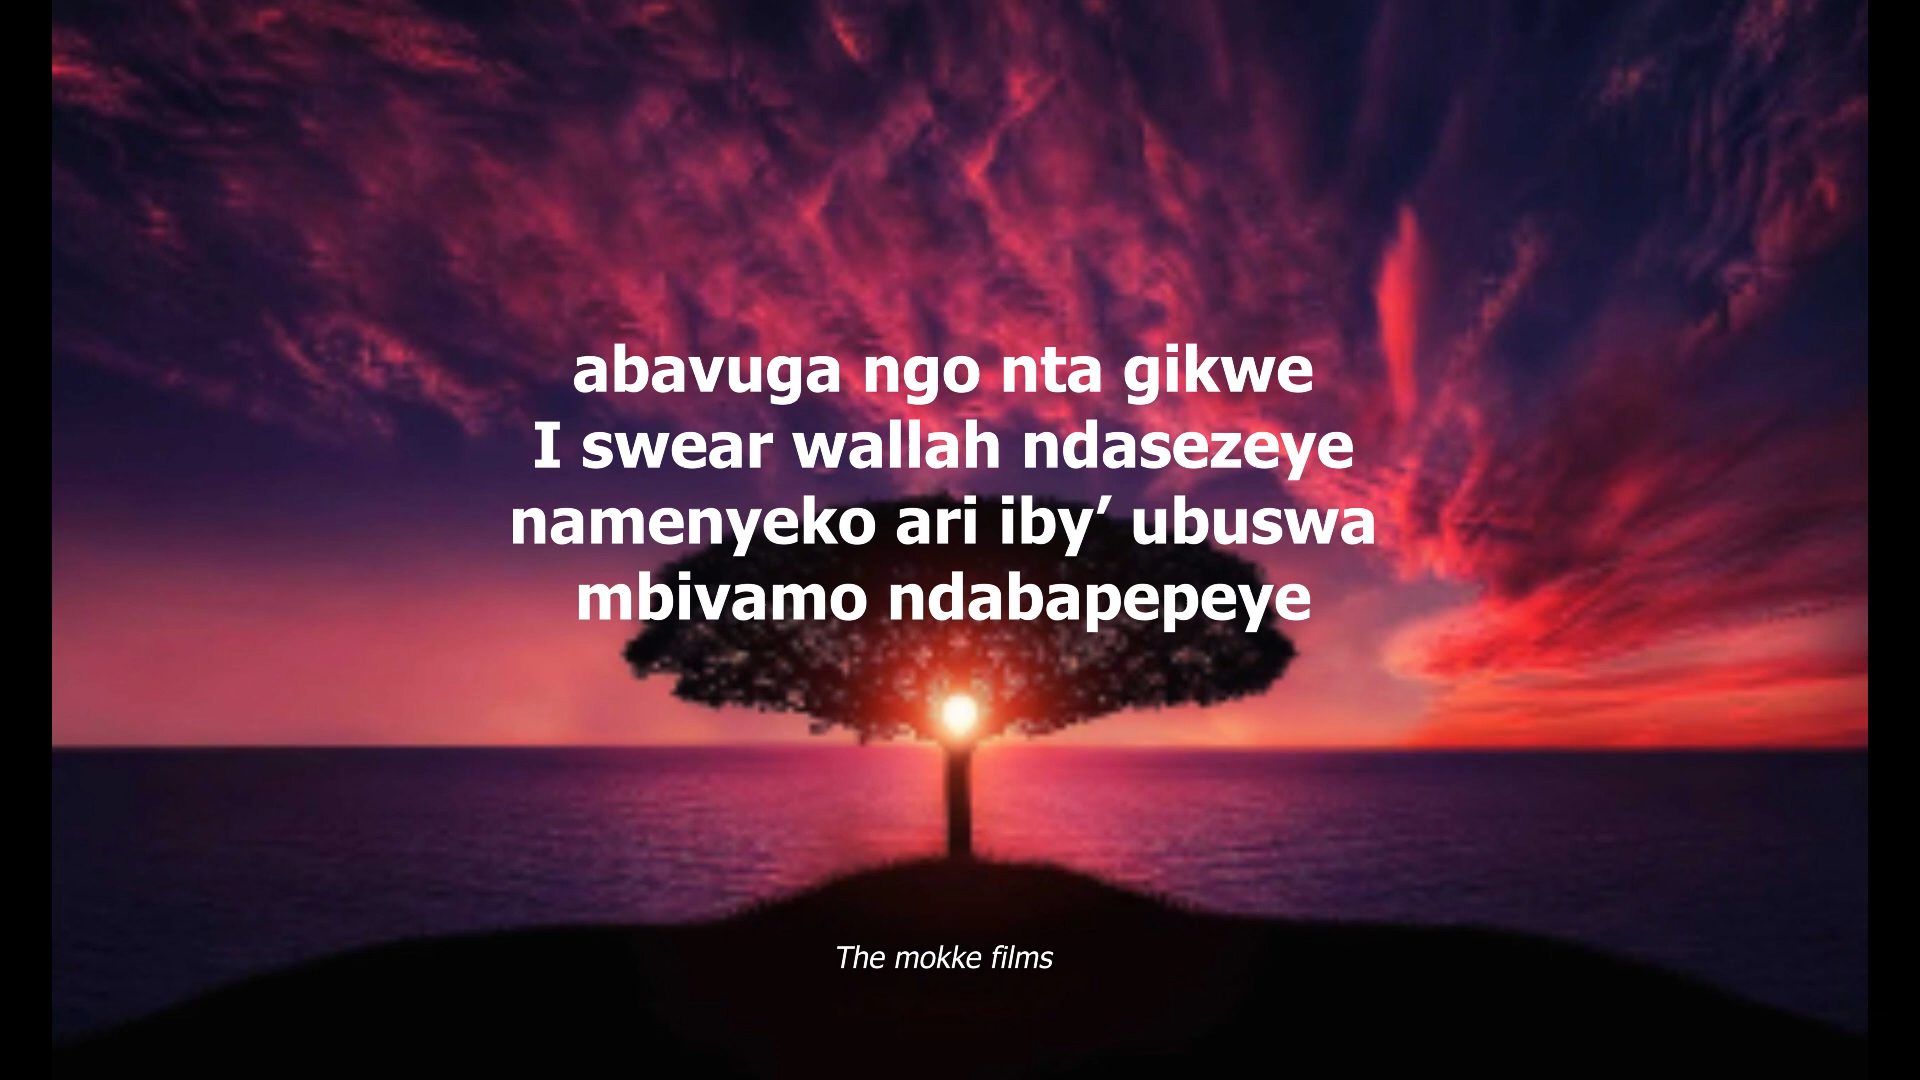 abavuga ngo nta gikwe
I swear wallah ndasezeye
namenyeko ari iby’ ubuswa
mbivamo ndabapepeye
The mokke films